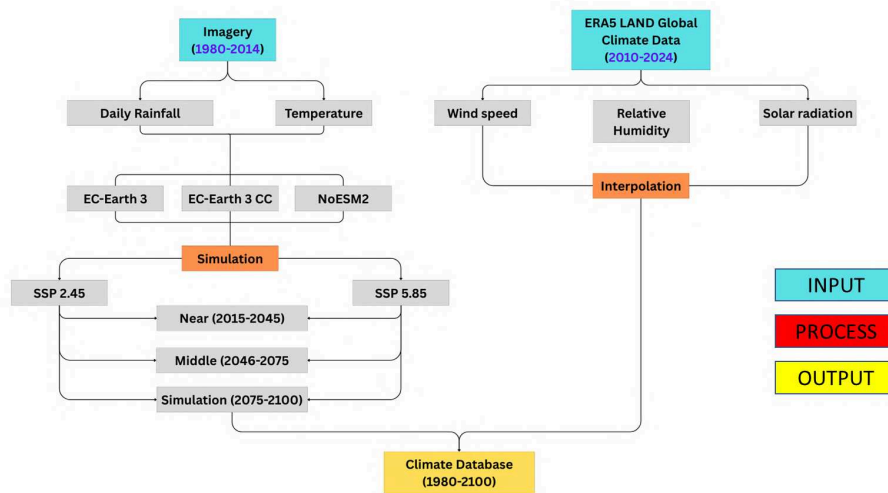 Imagery
(1980-2014)
ERA5 LAND Global
Climate Data
(2010-2024)
Daily Rainfall
Temperature
Wind speed
Relative
Humidity
Solar radiation
EC-Earth 3
EC-Earth 3 CC
NoESM2
Interpolation
Simulation
SSP 2.45
SSP 5.85
Near (2015-2045)
Middle (2046-2075
Simulation (2075-2100)
INPUT
PROCESS
OUTPUT
Climate Database
(1980-2100)